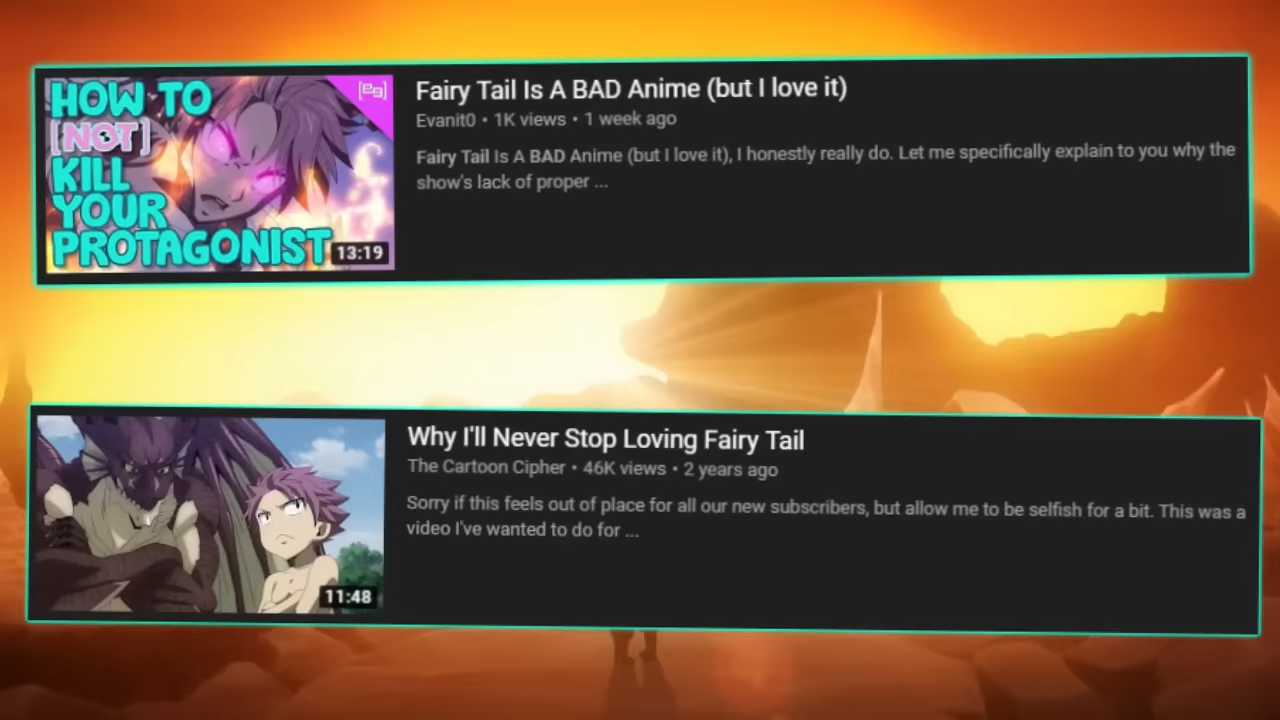 HOW TO
[NOT]
KILL
YOUR
PROTAGONIST
[eg]
13:19
Fairy Tail Is A BAD Anime (but I love it)
Evanit0 • 1K views • 1 week ago
Fairy Tail Is A BAD Anime (but I love it), I honestly really do. Let me specifically explain to you why the
show's lack of proper ...
11:48
Why I'll Never Stop Loving Fairy Tail
The Cartoon Cipher • 46K views • 2 years ago
Sorry if this feels out of place for all our new subscribers, but allow me to be selfish for a bit. This was a
video I've wanted to do for ...